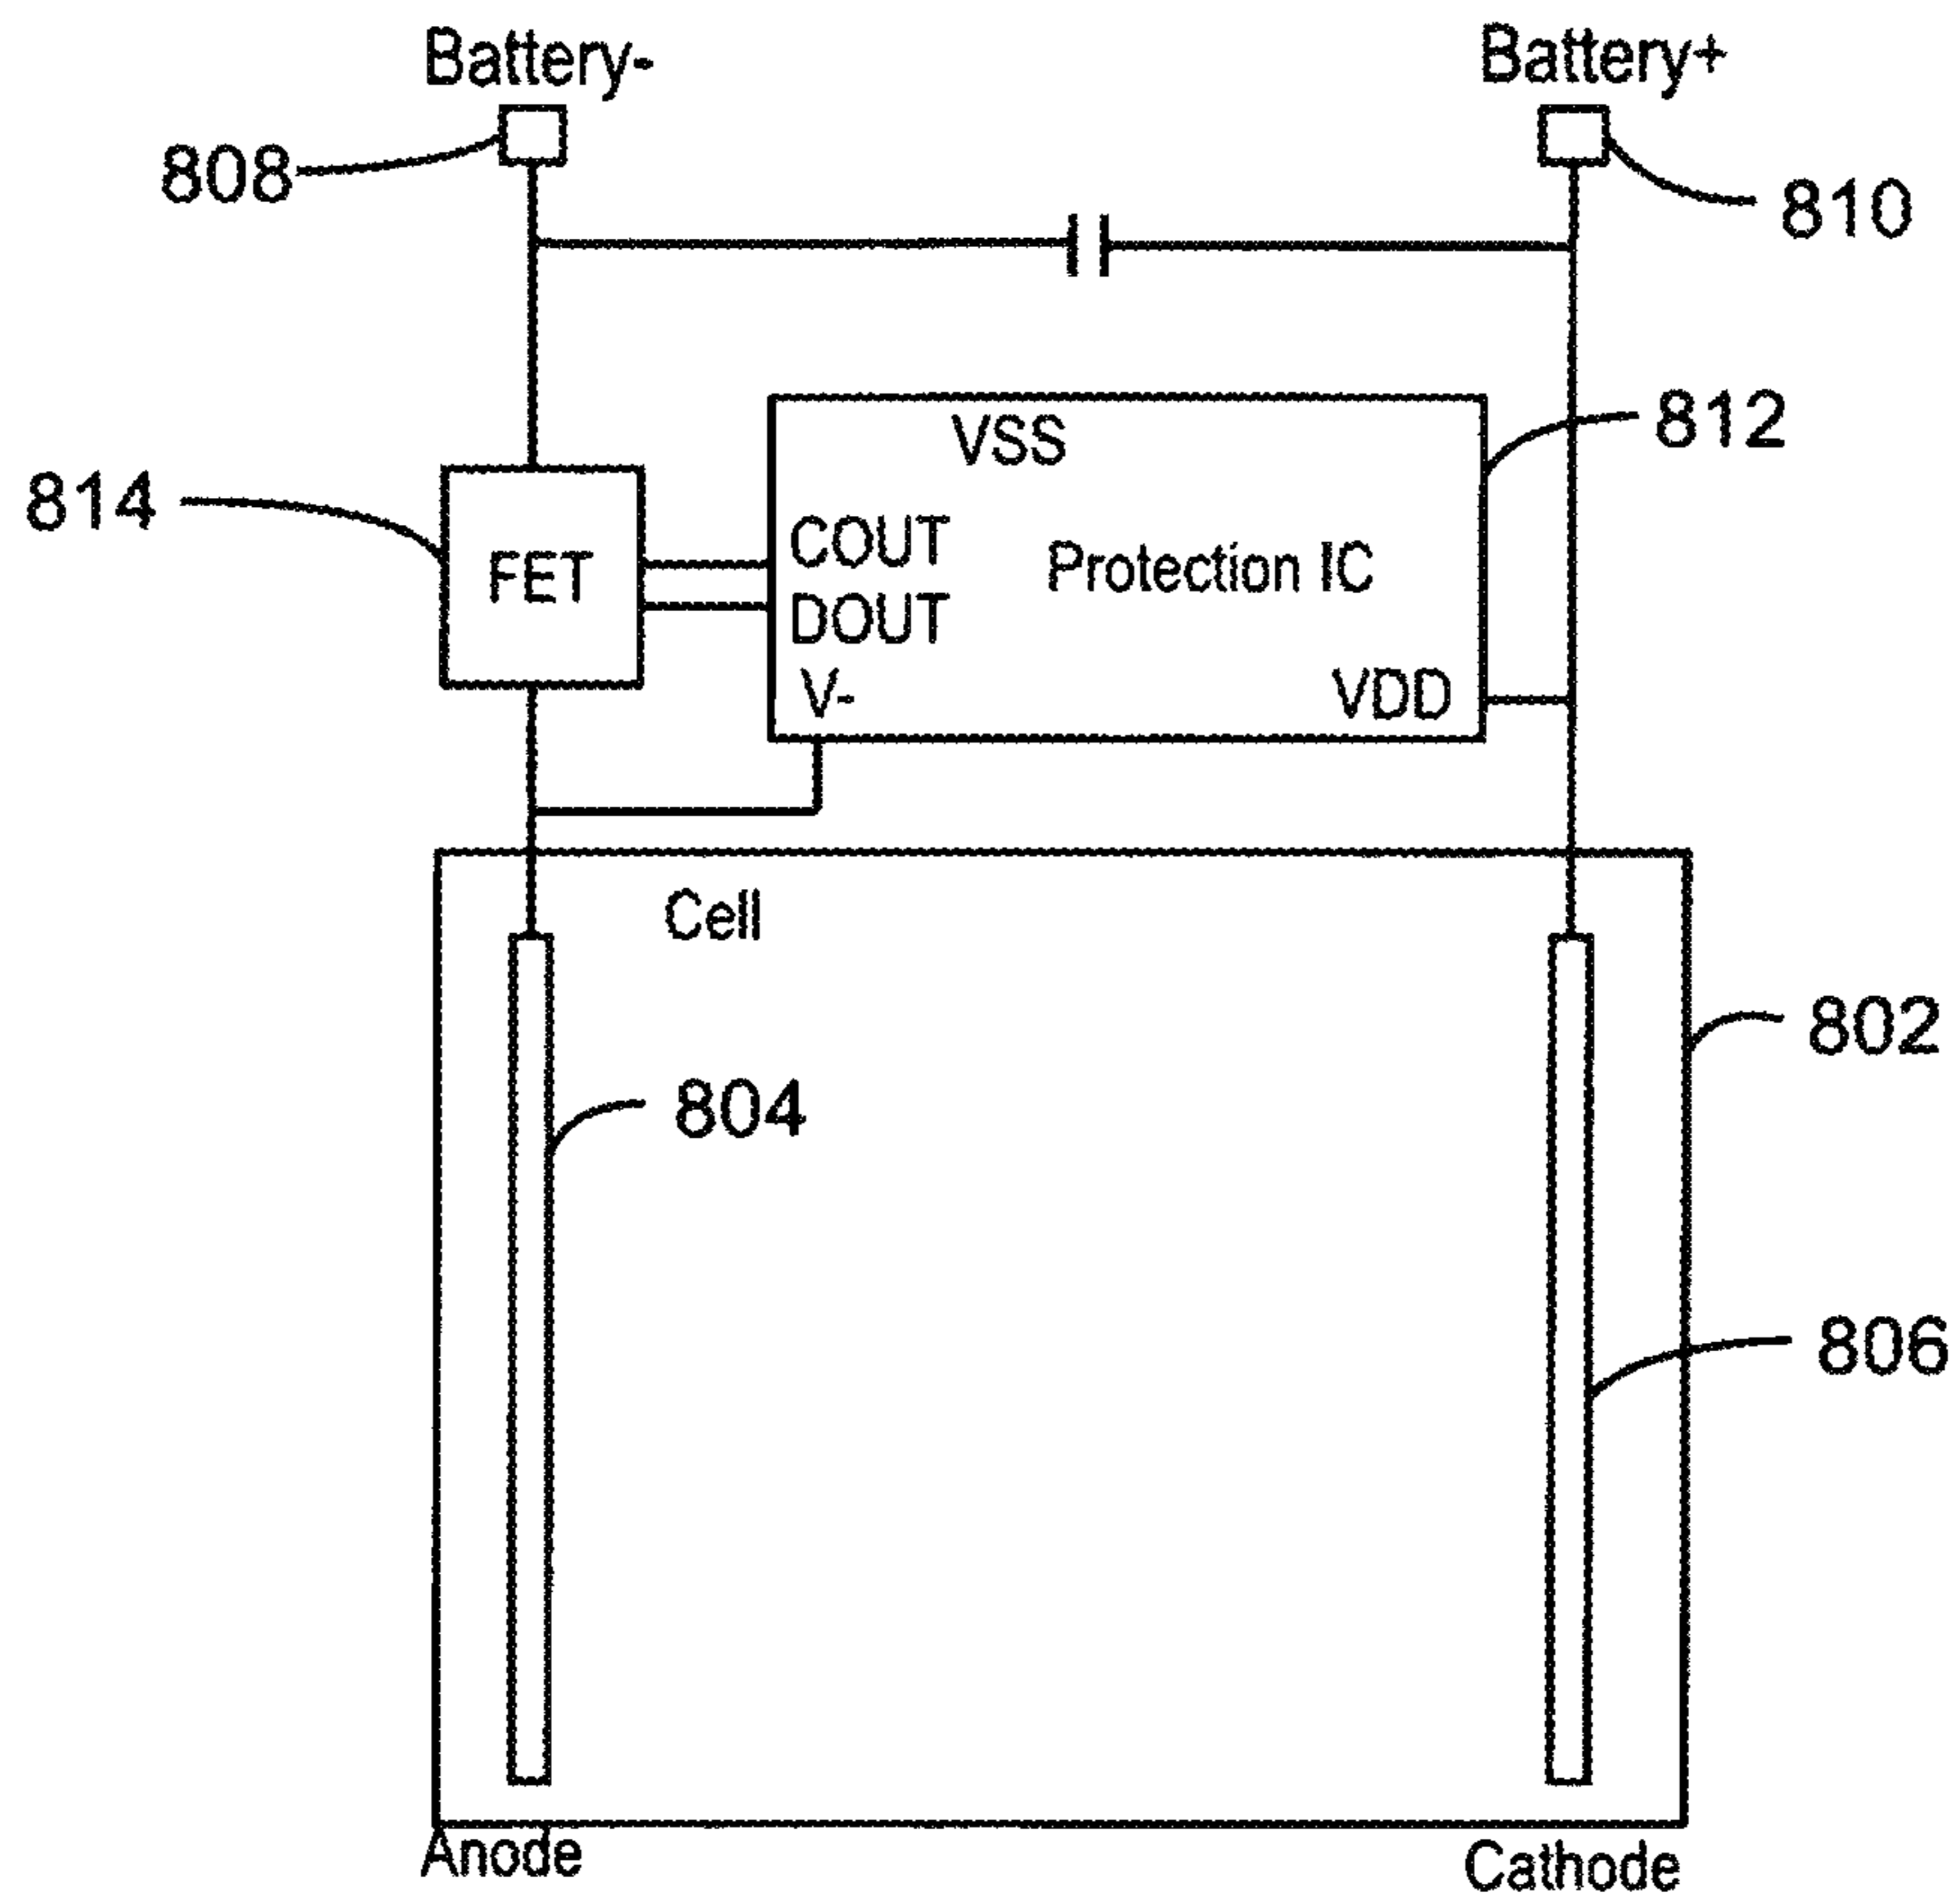 Battery-
Battery+
808
810
812
VSS
814
COUT
FET
Protection IC
DOUT
V-
VDD
Cell
802
804
806
Anode
Cathode